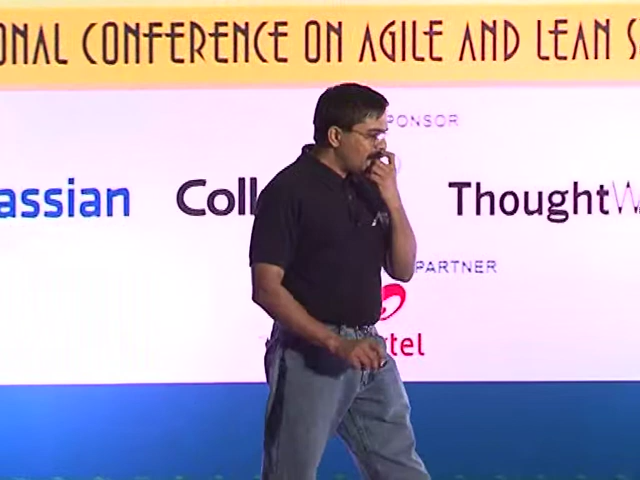 ONAL CONFERENCE ON AGILE AND LEAN S
PONSOR
assian Coll ThoughtW
PARTNER
tel